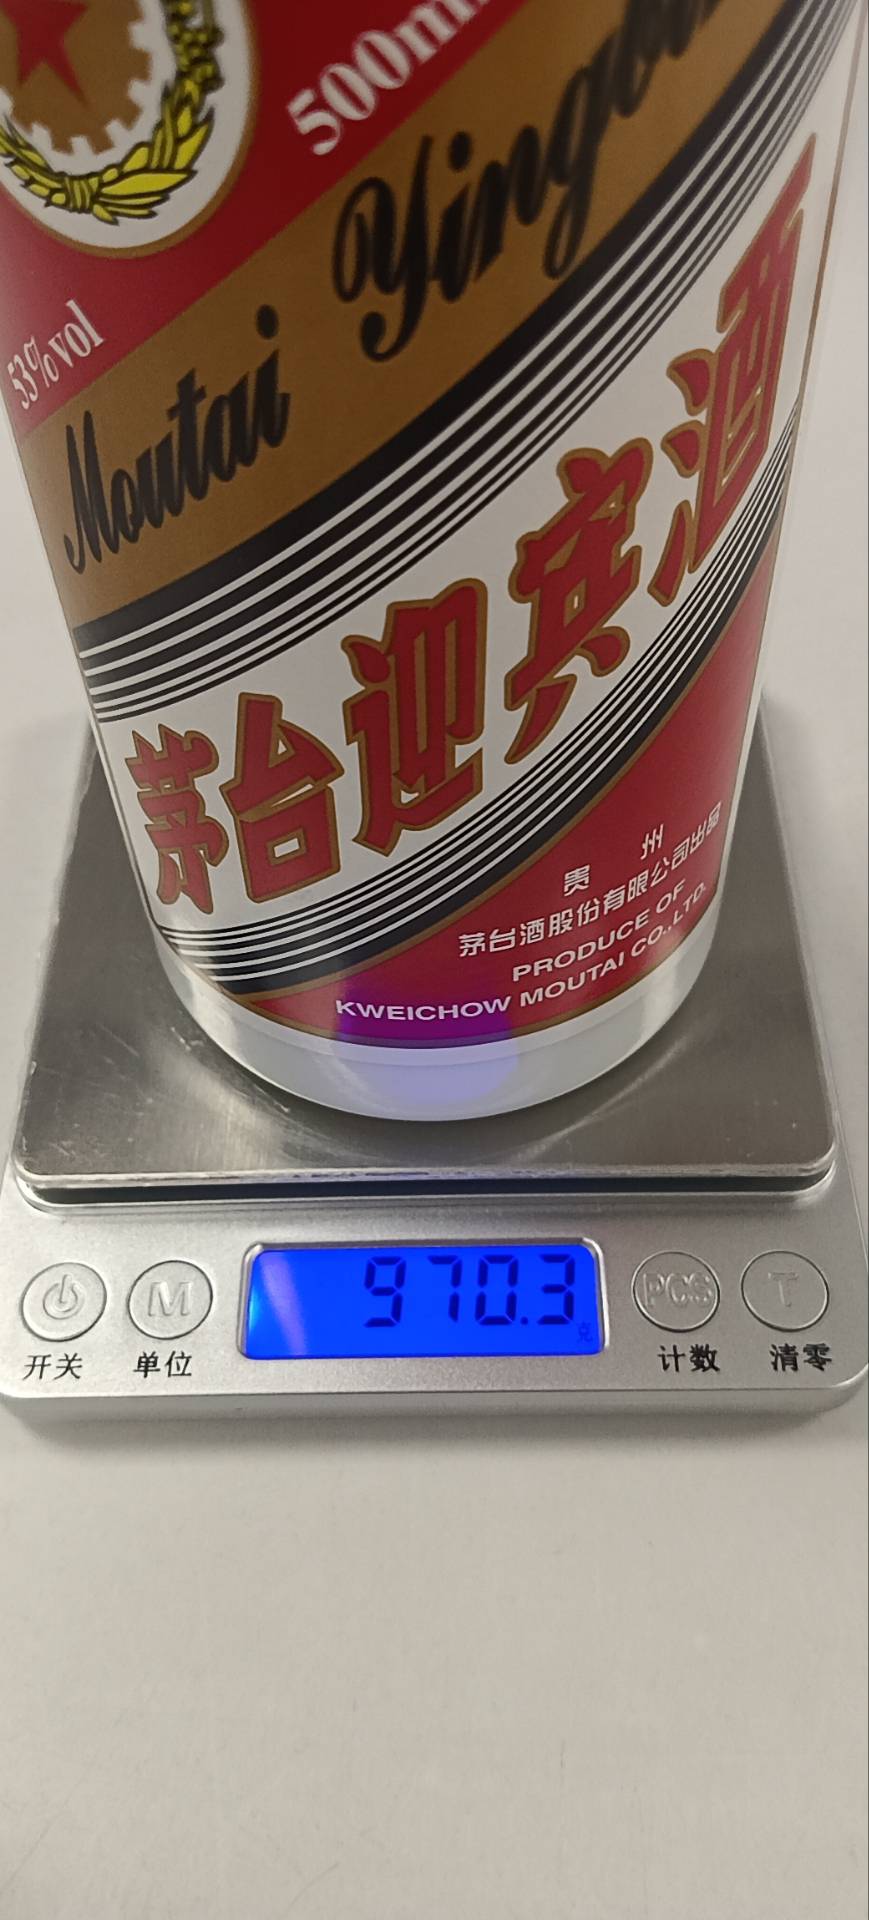 500ml
53%vol
Moutai Yingbin
茅台迎宾酒
贵 州
茅台酒股份有限公司出品
PRODUCE OF
KWEICHOW MOUTAI CO.,LTD.
970.3
克
M
PCS
T
开关
单位
计数
清零